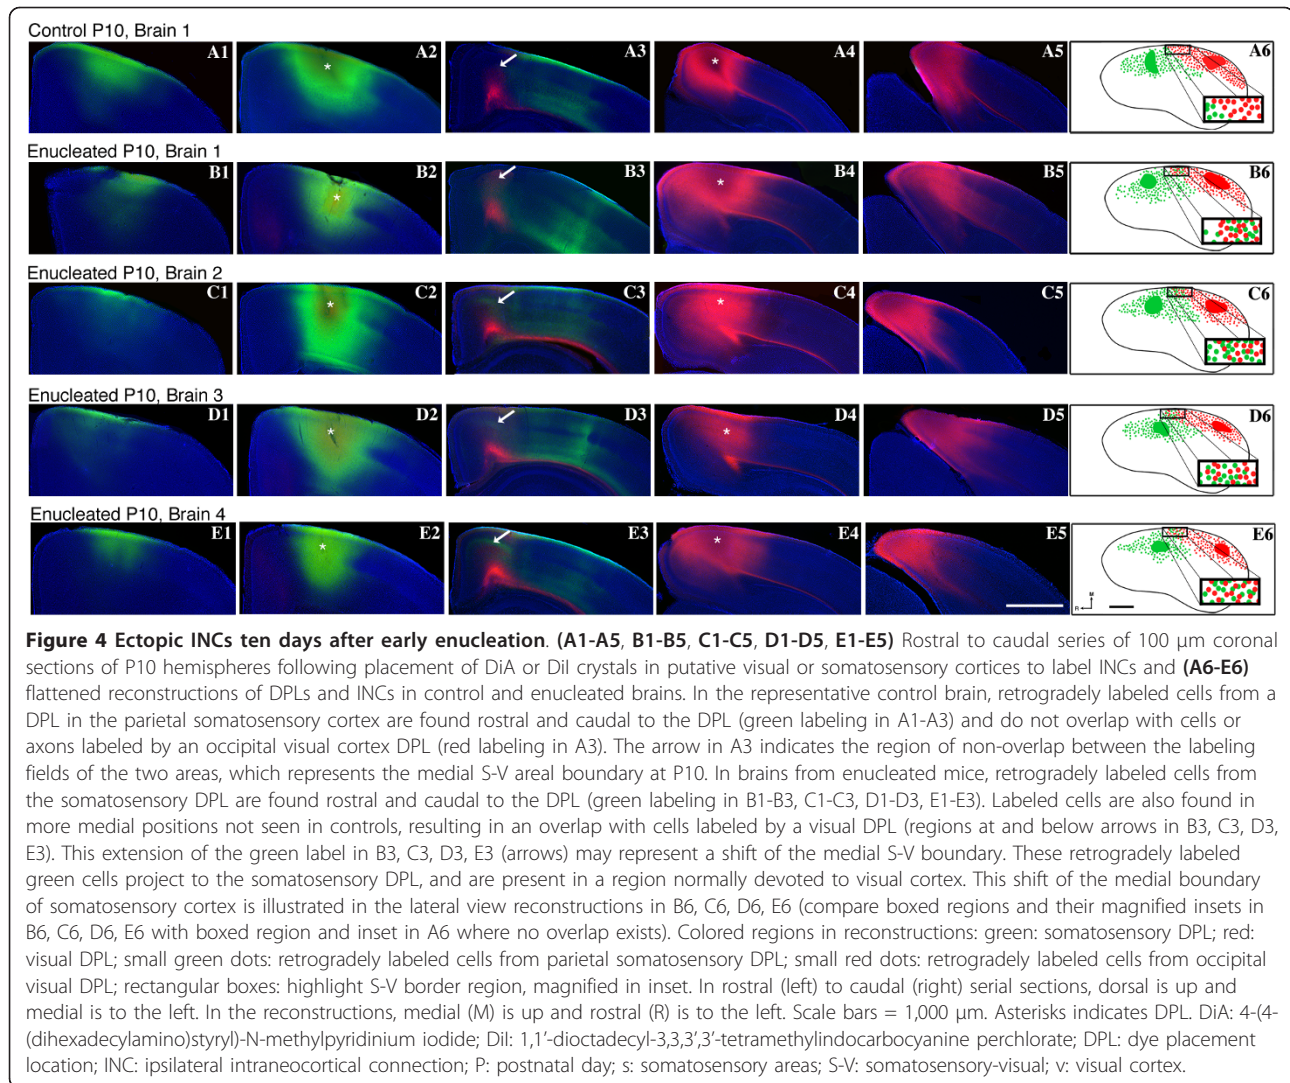 Control P10, Brain 1
A1 A2 A3 A4 A5 A6
Enucleated P10, Brain 1
B1 B2 B3 B4 B5 B6
Enucleated P10, Brain 2
C1 C2 C3 C4 C5 C6
Enucleated P10, Brain 3
D1 D2 D3 D4 D5 D6
Enucleated P10, Brain 4
E1 E2 E3 E4 E5 E6
M
R
Figure 4 Ectopic INCs ten days after early enucleation. (A1-A5, B1-B5, C1-C5, D1-D5, E1-E5) Rostral to caudal series of 100 μm coronal
sections of P10 hemispheres following placement of DiA or DiI crystals in putative visual or somatosensory cortices to label INCs and (A6-E6)
flattened reconstructions of DPLs and INCs in control and enucleated brains. In the representative control brain, retrogradely labeled cells from a
DPL in the parietal somatosensory cortex are found rostral and caudal to the DPL (green labeling in A1-A3) and do not overlap with cells or
axons labeled by an occipital visual cortex DPL (red labeling in A3). The arrow in A3 indicates the region of non-overlap between the labeling
fields of the two areas, which represents the medial S-V areal boundary at P10. In brains from enucleated mice, retrogradely labeled cells from
the somatosensory DPL are found rostral and caudal to the DPL (green labeling in B1-B3, C1-C3, D1-D3, E1-E3). Labeled cells are also found in
more medial positions not seen in controls, resulting in an overlap with cells labeled by a visual DPL (regions at and below arrows in B3, C3, D3,
E3). This extension of the green label in B3, C3, D3, E3 (arrows) may represent a shift of the medial S-V boundary. These retrogradely labeled
green cells project to the somatosensory DPL, and are present in a region normally devoted to visual cortex. This shift of the medial boundary
of somatosensory cortex is illustrated in the lateral view reconstructions in B6, C6, D6, E6 (compare boxed regions and their magnified insets in
B6, C6, D6, E6 with boxed region and inset in A6 where no overlap exists). Colored regions in reconstructions: green: somatosensory DPL; red:
visual DPL; small green dots: retrogradely labeled cells from parietal somatosensory DPL; small red dots: retrogradely labeled cells from occipital
visual DPL; rectangular boxes: highlight S-V border region, magnified in inset. In rostral (left) to caudal (right) serial sections, dorsal is up and
medial is to the left. In the reconstructions, medial (M) is up and rostral (R) is to the left. Scale bars = 1,000 μm. Asterisks indicates DPL. DiA: 4-(4-
(dihexadecylamino)styryl)-N-methylpyridinium iodide; DiI: 1,1′-dioctadecyl-3,3,3′,3′-tetramethylindocarbocyanine perchlorate; DPL: dye placement
location; INC: ipsilateral intraneocortical connection; P: postnatal day; s: somatosensory areas; S-V: somatosensory-visual; v: visual cortex.